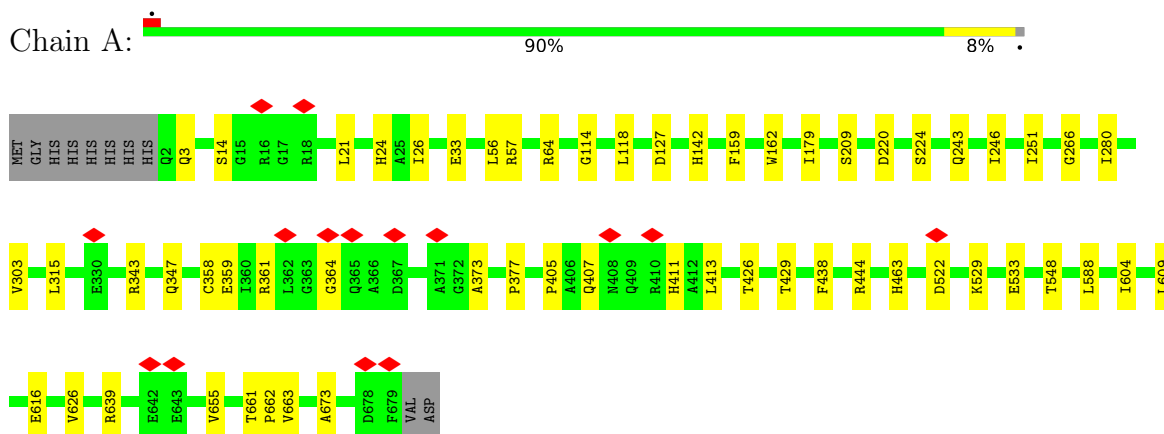 Chain A:
90% 8%
MET GLY HIS HIS HIS HIS HIS HIS Q2 Q3 S14 G15 R16 G17 R18 L21 H24 A25 I26 E33 L56 R57 R64 G114 L118 D127 H142 F159 W162 I179 S209 D220 S224 Q243 I246 I251 G266 I280
V303 L315 E330 R343 Q347 C358 E359 I360 R361 L362 G363 G364 Q365 A366 D367 A371 G372 A373 P377 P405 A406 Q407 N408 Q409 R410 H411 A412 L413 T426 T429 F438 R444 H463 D522 K529 E533 T548 L588 I604 L609
E616 V626 R639 E642 E643 V655 T661 P662 V663 A673 D678 F679 VAL ASP